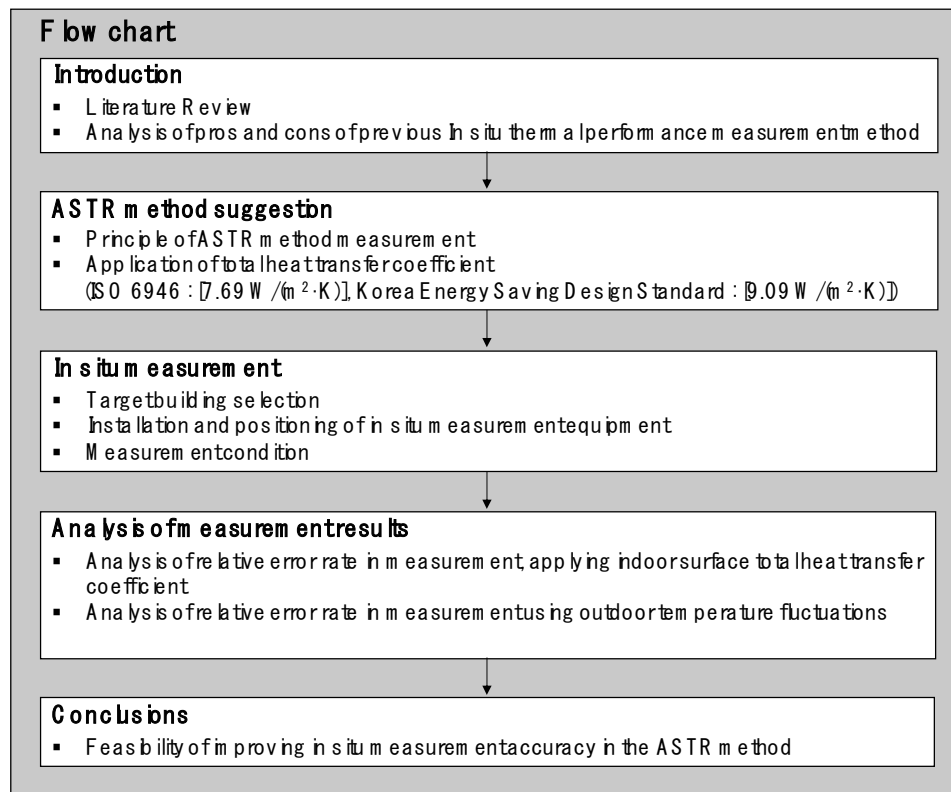 Flow chart
Introduction
▪ Literature Review
▪ Analysis of pros and cons of previous In situ thermal performance measurement method
ASTR method suggestion
▪ Principle of ASTR method measurement
▪ Application of total heat transfer coefficient
(ISO 6946 : [7.69 W/(m²·K)], Korea Energy Saving Design Standard : [9.09 W/(m²·K)])
In situ measurement
▪ Target building selection
▪ Installation and positioning of in situ measurement equipment
▪ Measurement condition
Analysis of measurement results
▪ Analysis of relative error rate in measurement, applying indoor surface total heat transfer
coefficient
▪ Analysis of relative error rate in measurement using outdoor temperature fluctuations
Conclusions
▪ Feasibility of improving in situ measurement accuracy in the ASTR method